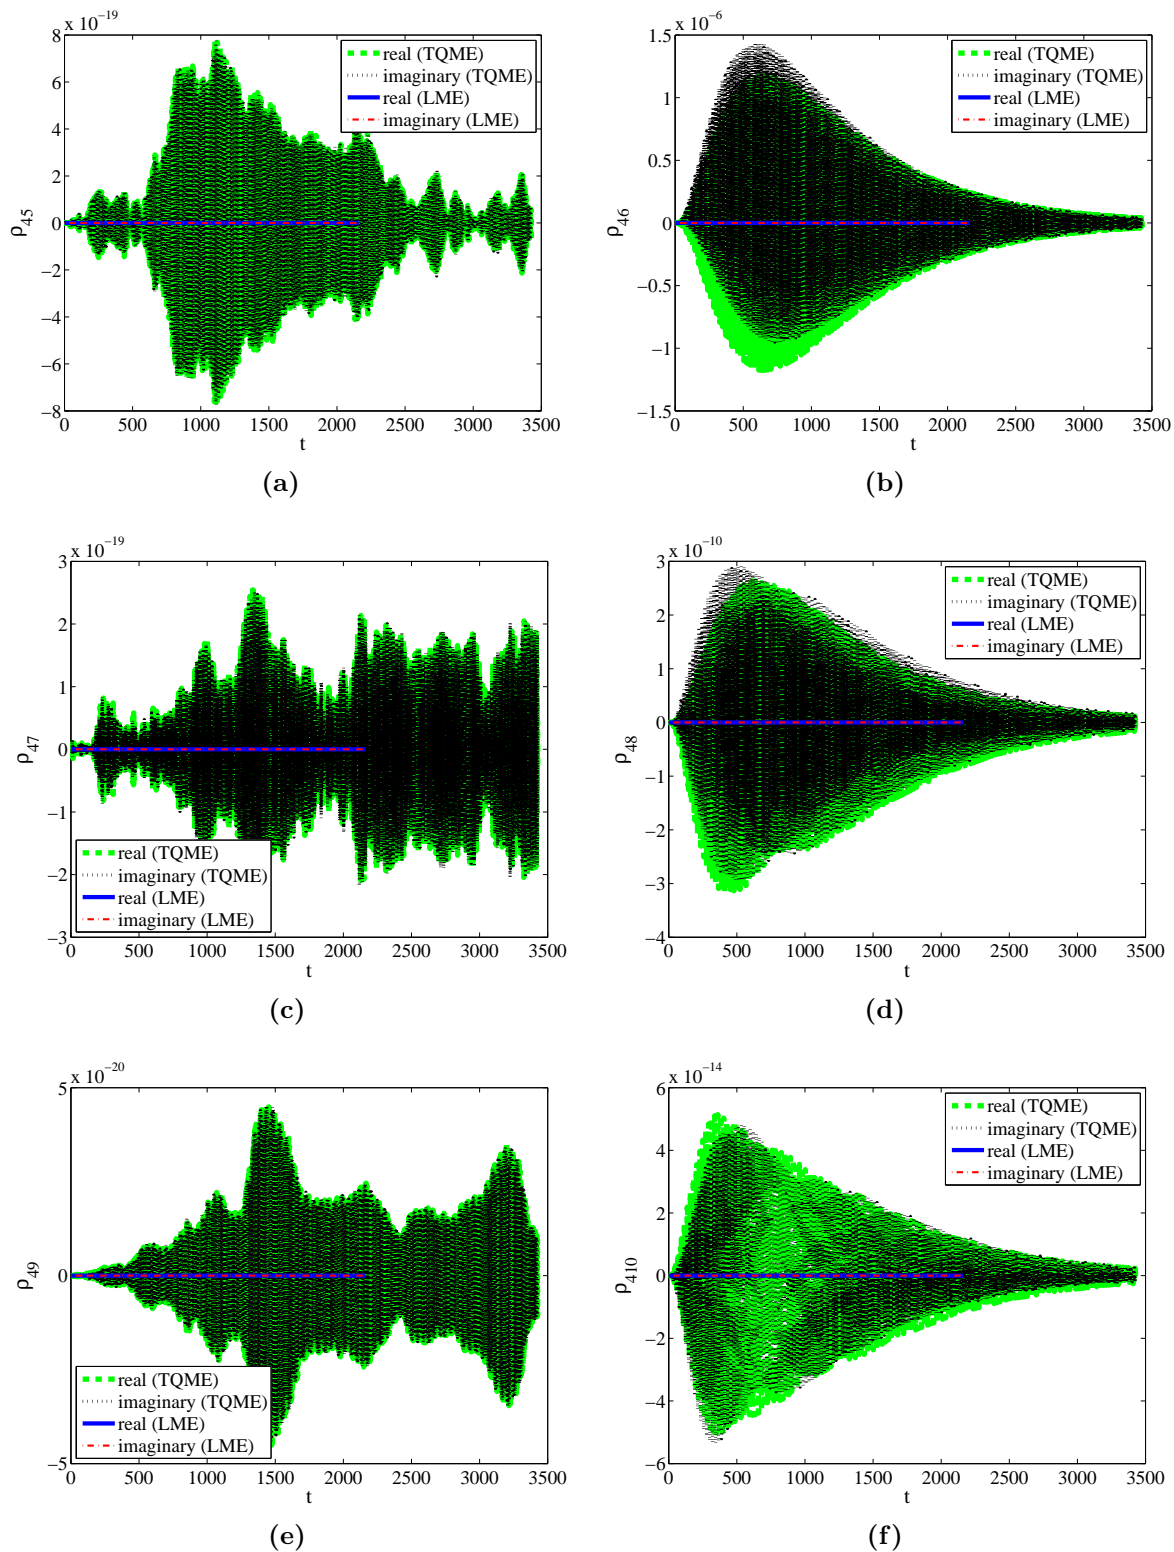 x 10−19
8
6
4
2
0
−2
−4
−6
−8
ρ45
0 500 1000 1500 2000 2500 3000 3500
t
real (TQME)
imaginary (TQME)
real (LME)
imaginary (LME)
(a)
x 10−6
1.5
1
0.5
0
−0.5
−1
−1.5
ρ46
0 500 1000 1500 2000 2500 3000 3500
t
real (TQME)
imaginary (TQME)
real (LME)
imaginary (LME)
(b)
x 10−19
3
2
1
0
−1
−2
−3
ρ47
0 500 1000 1500 2000 2500 3000 3500
t
real (TQME)
imaginary (TQME)
real (LME)
imaginary (LME)
(c)
x 10−10
3
2
1
0
−1
−2
−3
−4
ρ48
0 500 1000 1500 2000 2500 3000 3500
t
real (TQME)
imaginary (TQME)
real (LME)
imaginary (LME)
(d)
x 10−20
5
0
−5
ρ49
0 500 1000 1500 2000 2500 3000 3500
t
real (TQME)
imaginary (TQME)
real (LME)
imaginary (LME)
(e)
x 10−14
6
4
2
0
−2
−4
−6
ρ410
0 500 1000 1500 2000 2500 3000 3500
t
real (TQME)
imaginary (TQME)
real (LME)
imaginary (LME)
(f)